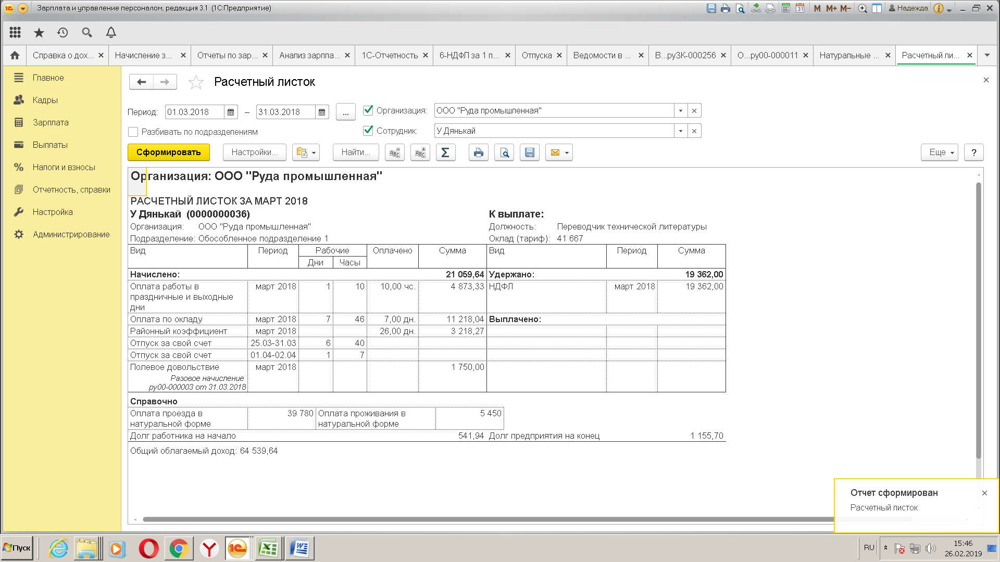 Зарплата и управление персоналом, редакция 3.1 (1С:Предприятие)
M M+ M- Надежда
31
Справка о дох... Начисление з... Отчеты по зар... Анализ зарпла... 1С-Отчетность 6-НДФЛ за 1 п... Отпуска Ведомости в ... В...ру3К-000256 О...ру00-000011 Натуральные ... Расчетный ли...
Главное
Кадры
Зарплата
Выплаты
Налоги и взносы
Отчетность, справки
Настройка
Администрирование
Расчетный листок
Период: 01.03.2018 – 31.03.2018 ... Организация: ООО "Руда промышленная"
Разбивать по подразделениям Сотрудник: У Дянькай
Сформировать Настройки... Найти... Σ Еще ?
Организация: ООО "Руда промышленная"
РАСЧЕТНЫЙ ЛИСТОК ЗА МАРТ 2018
У Дянькай (0000000036) К выплате:
Организация: ООО "Руда промышленная" Должность: Переводчик технической литературы
Подразделение: Обособленное подразделение 1 Оклад (тариф): 41 667
Вид Период Рабочие Оплачено Сумма Вид Период Сумма
Дни Часы
Начислено: 21 059,64 Удержано: 19 362,00
Оплата работы в март 2018 1 10 10,00 чс. 4 873,33 НДФЛ март 2018 19 362,00
праздничные и выходные
дни
Оплата по окладу март 2018 7 46 7,00 дн. 11 218,04 Выплачено:
Районный коэффициент март 2018 26,00 дн. 3 218,27
Отпуск за свой счет 25.03-31.03 6 40
Отпуск за свой счет 01.04-02.04 1 7
Полевое довольствие март 2018 1 750,00
Разовое начисление
ру00-000003 от 31.03.2018
Справочно
Оплата проезда в 39 780 Оплата проживания в 5 450
натуральной форме натуральной форме
Долг работника на начало 541,94 Долг предприятия на конец 1 155,70
Общий облагаемый доход: 64 539,64
Отчет сформирован
Расчетный листок
Пуск RU 15:46
26.02.2019